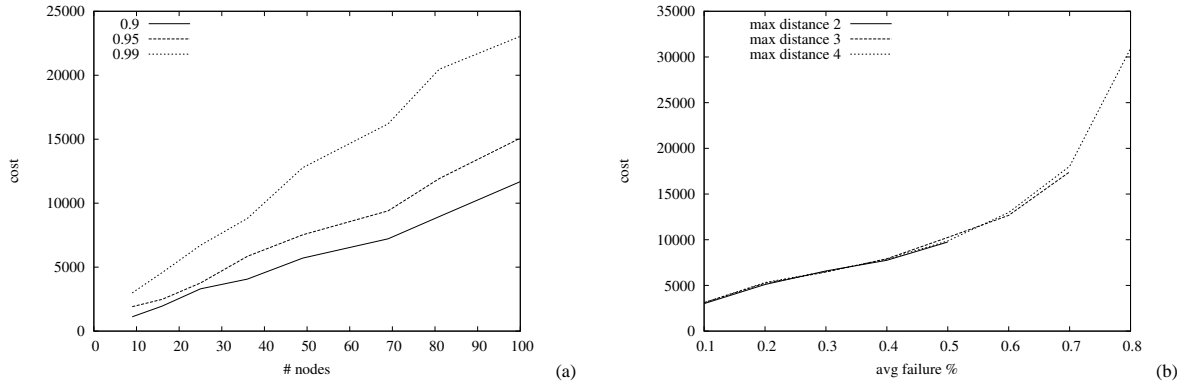 25000
20000
15000
10000
5000
0
cost
0.9
0.95
0.99
0 10 20 30 40 50 60 70 80 90 100
# nodes
(a)
35000
30000
25000
20000
15000
10000
5000
0
cost
max distance 2
max distance 3
max distance 4
0.1 0.2 0.3 0.4 0.5 0.6 0.7 0.8
avg failure %
(b)